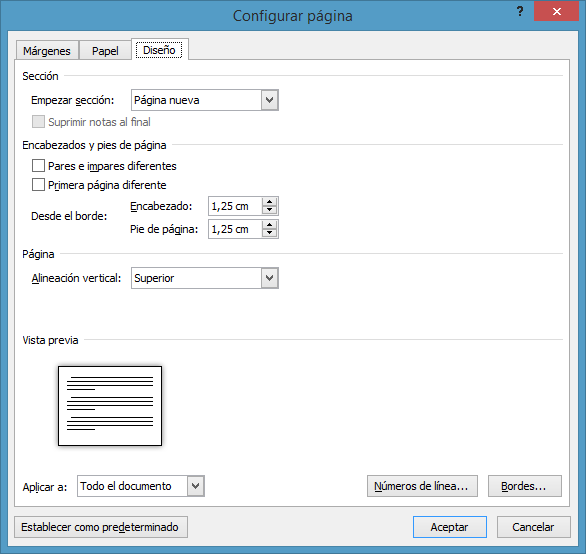 Configurar página
?
Márgenes Papel Diseño
Sección
Empezar sección: Página nueva
Suprimir notas al final
Encabezados y pies de página
Pares e impares diferentes
Primera página diferente
Desde el borde:
Encabezado: 1,25 cm
Pie de página: 1,25 cm
Página
Alineación vertical: Superior
Vista previa
Aplicar a: Todo el documento
Números de línea... Bordes...
Establecer como predeterminado Aceptar Cancelar